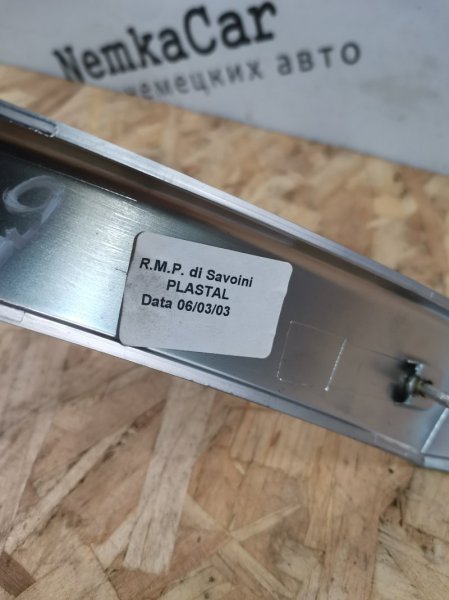 NemkaCar
немецких авто
R.M.P. di Savoini
PLASTAL
Data 06/03/03